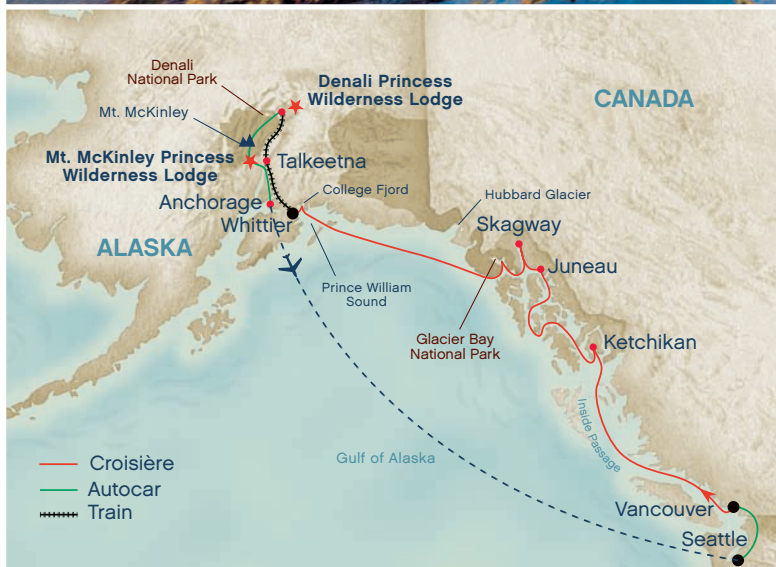 Denali
National Park
Denali Princess
Wilderness Lodge
CANADA
Mt. McKinley
Mt. McKinley Princess
Wilderness Lodge
Talkeetna
College Fjord
Hubbard Glacier
Anchorage
Whittier
Skagway
ALASKA
Juneau
Prince William
Sound
Glacier Bay
National Park
Ketchikan
Inside Passage
Gulf of Alaska
Croisière
Autocar
Train
Vancouver
Seattle